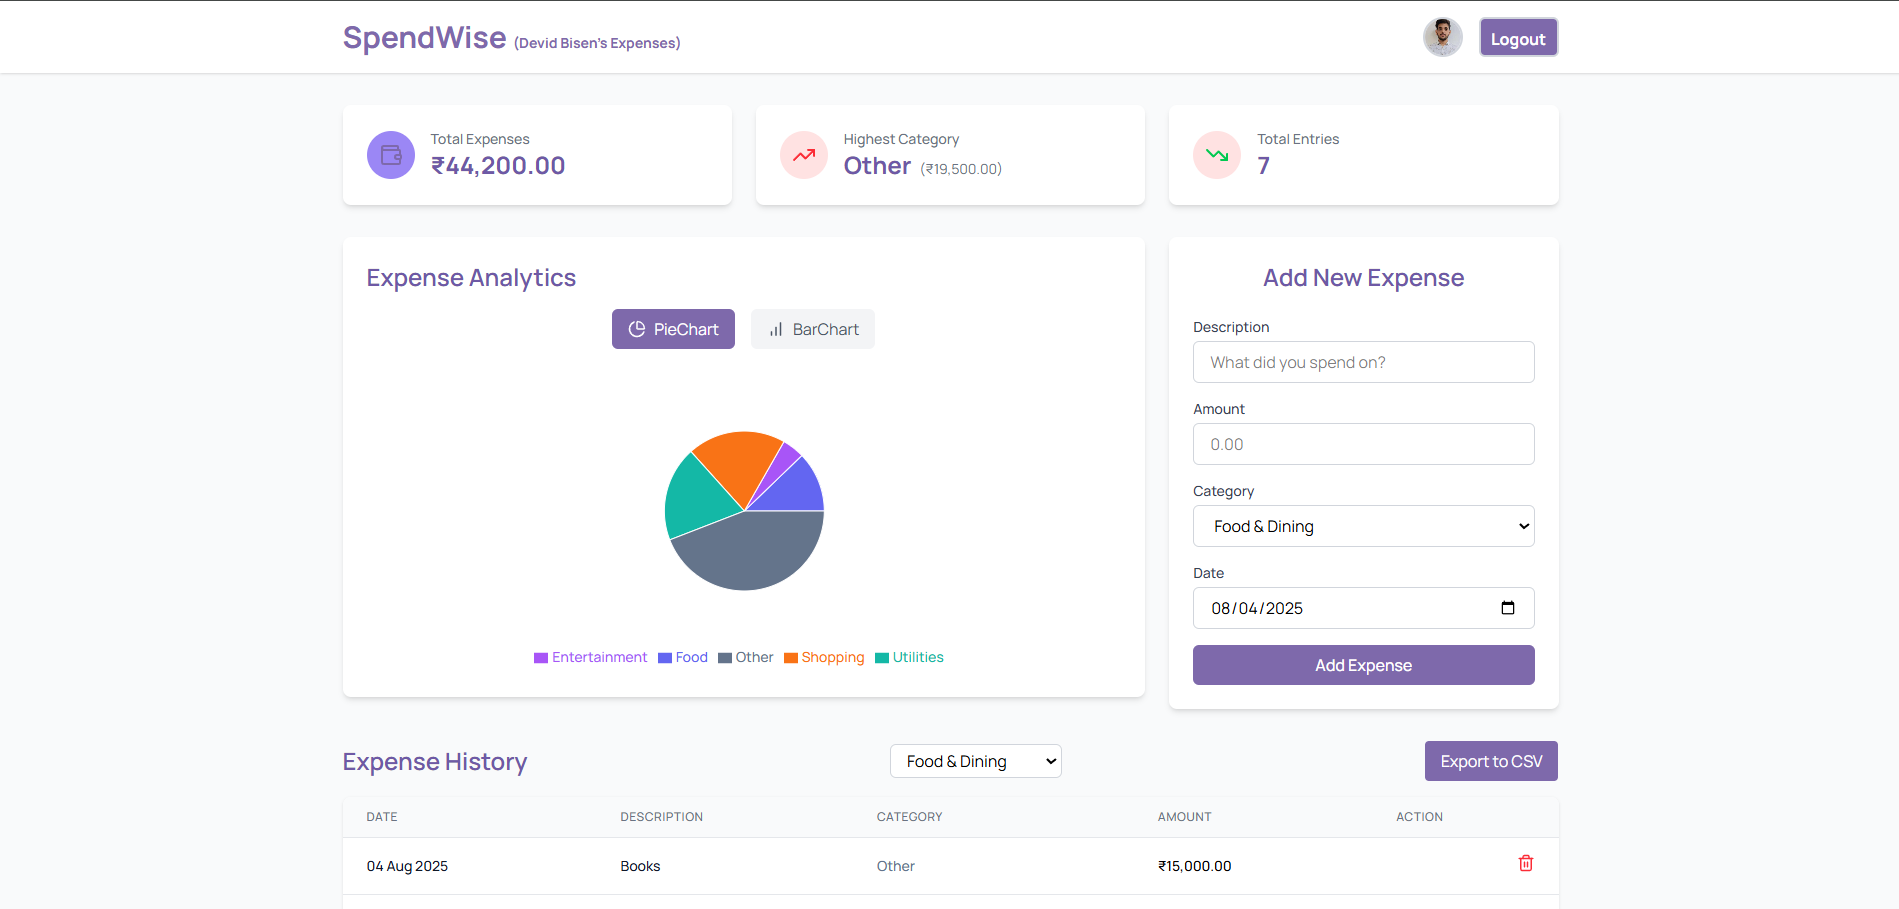 SpendWise (Devid Bisen's Expenses)
Logout
Total Expenses
₹44,200.00
Highest Category
Other (₹19,500.00)
Total Entries
7
Expense Analytics
PieChart
BarChart
Entertainment Food Other Shopping Utilities
Add New Expense
Description
What did you spend on?
Amount
0.00
Category
Food & Dining
Date
08/04/2025
Add Expense
Expense History
Food & Dining
Export to CSV
DATE DESCRIPTION CATEGORY AMOUNT ACTION
04 Aug 2025 Books Other ₹15,000.00